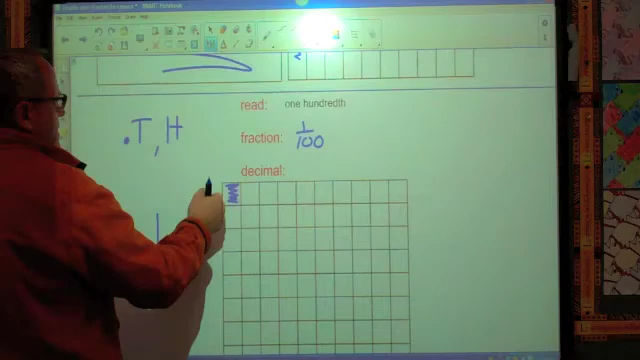 read: one hundredth
.T, H
fraction: 1/100
decimal: